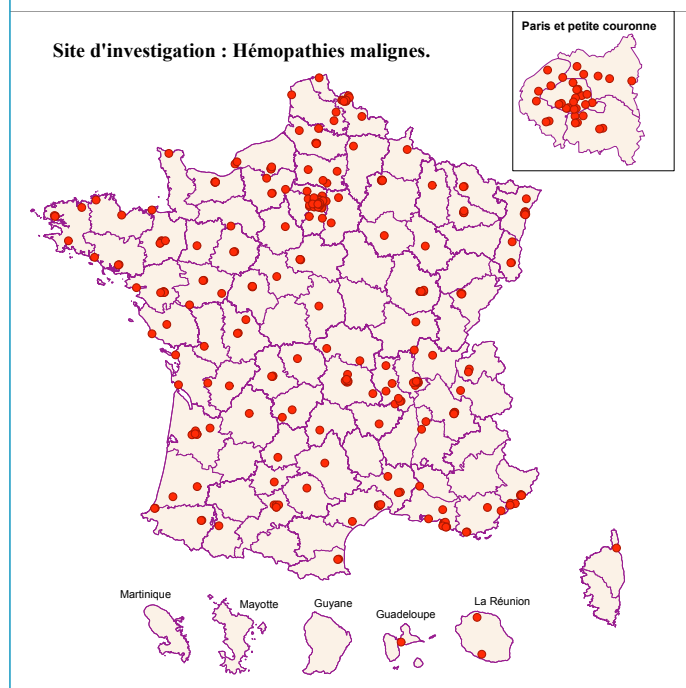 Paris et petite couronne
Site d'investigation : Hémopathies malignes.
Martinique
Mayotte
Guyane
Guadeloupe
La Réunion